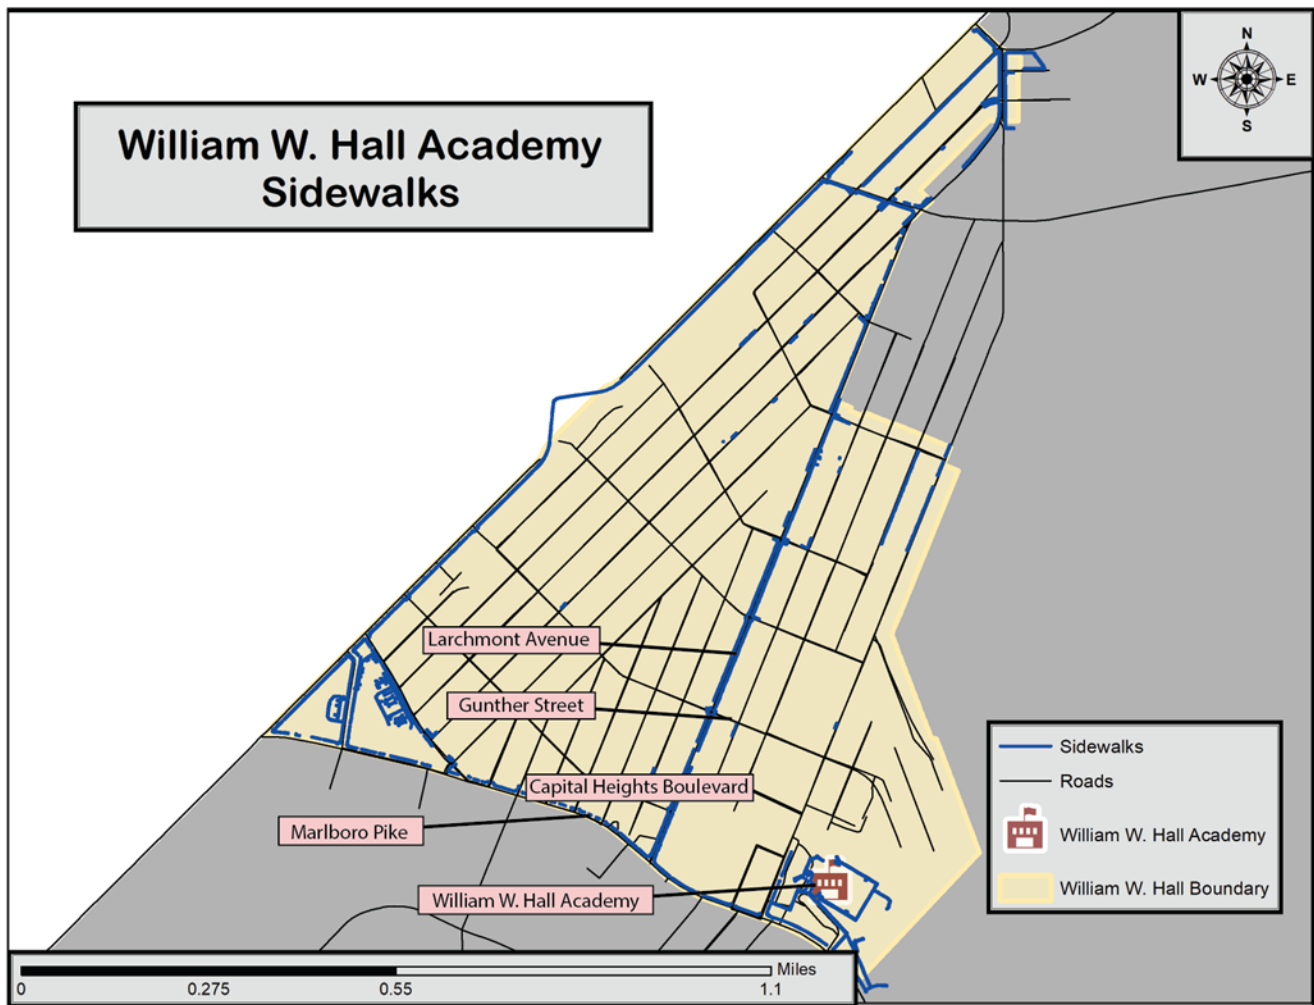 William W. Hall Academy
Sidewalks
N
W E
S
Larchmont Avenue
Gunther Street
Capital Heights Boulevard
Marlboro Pike
William W. Hall Academy
Sidewalks
Roads
William W. Hall Academy
William W. Hall Boundary
Miles
0 0.275 0.55 1.1